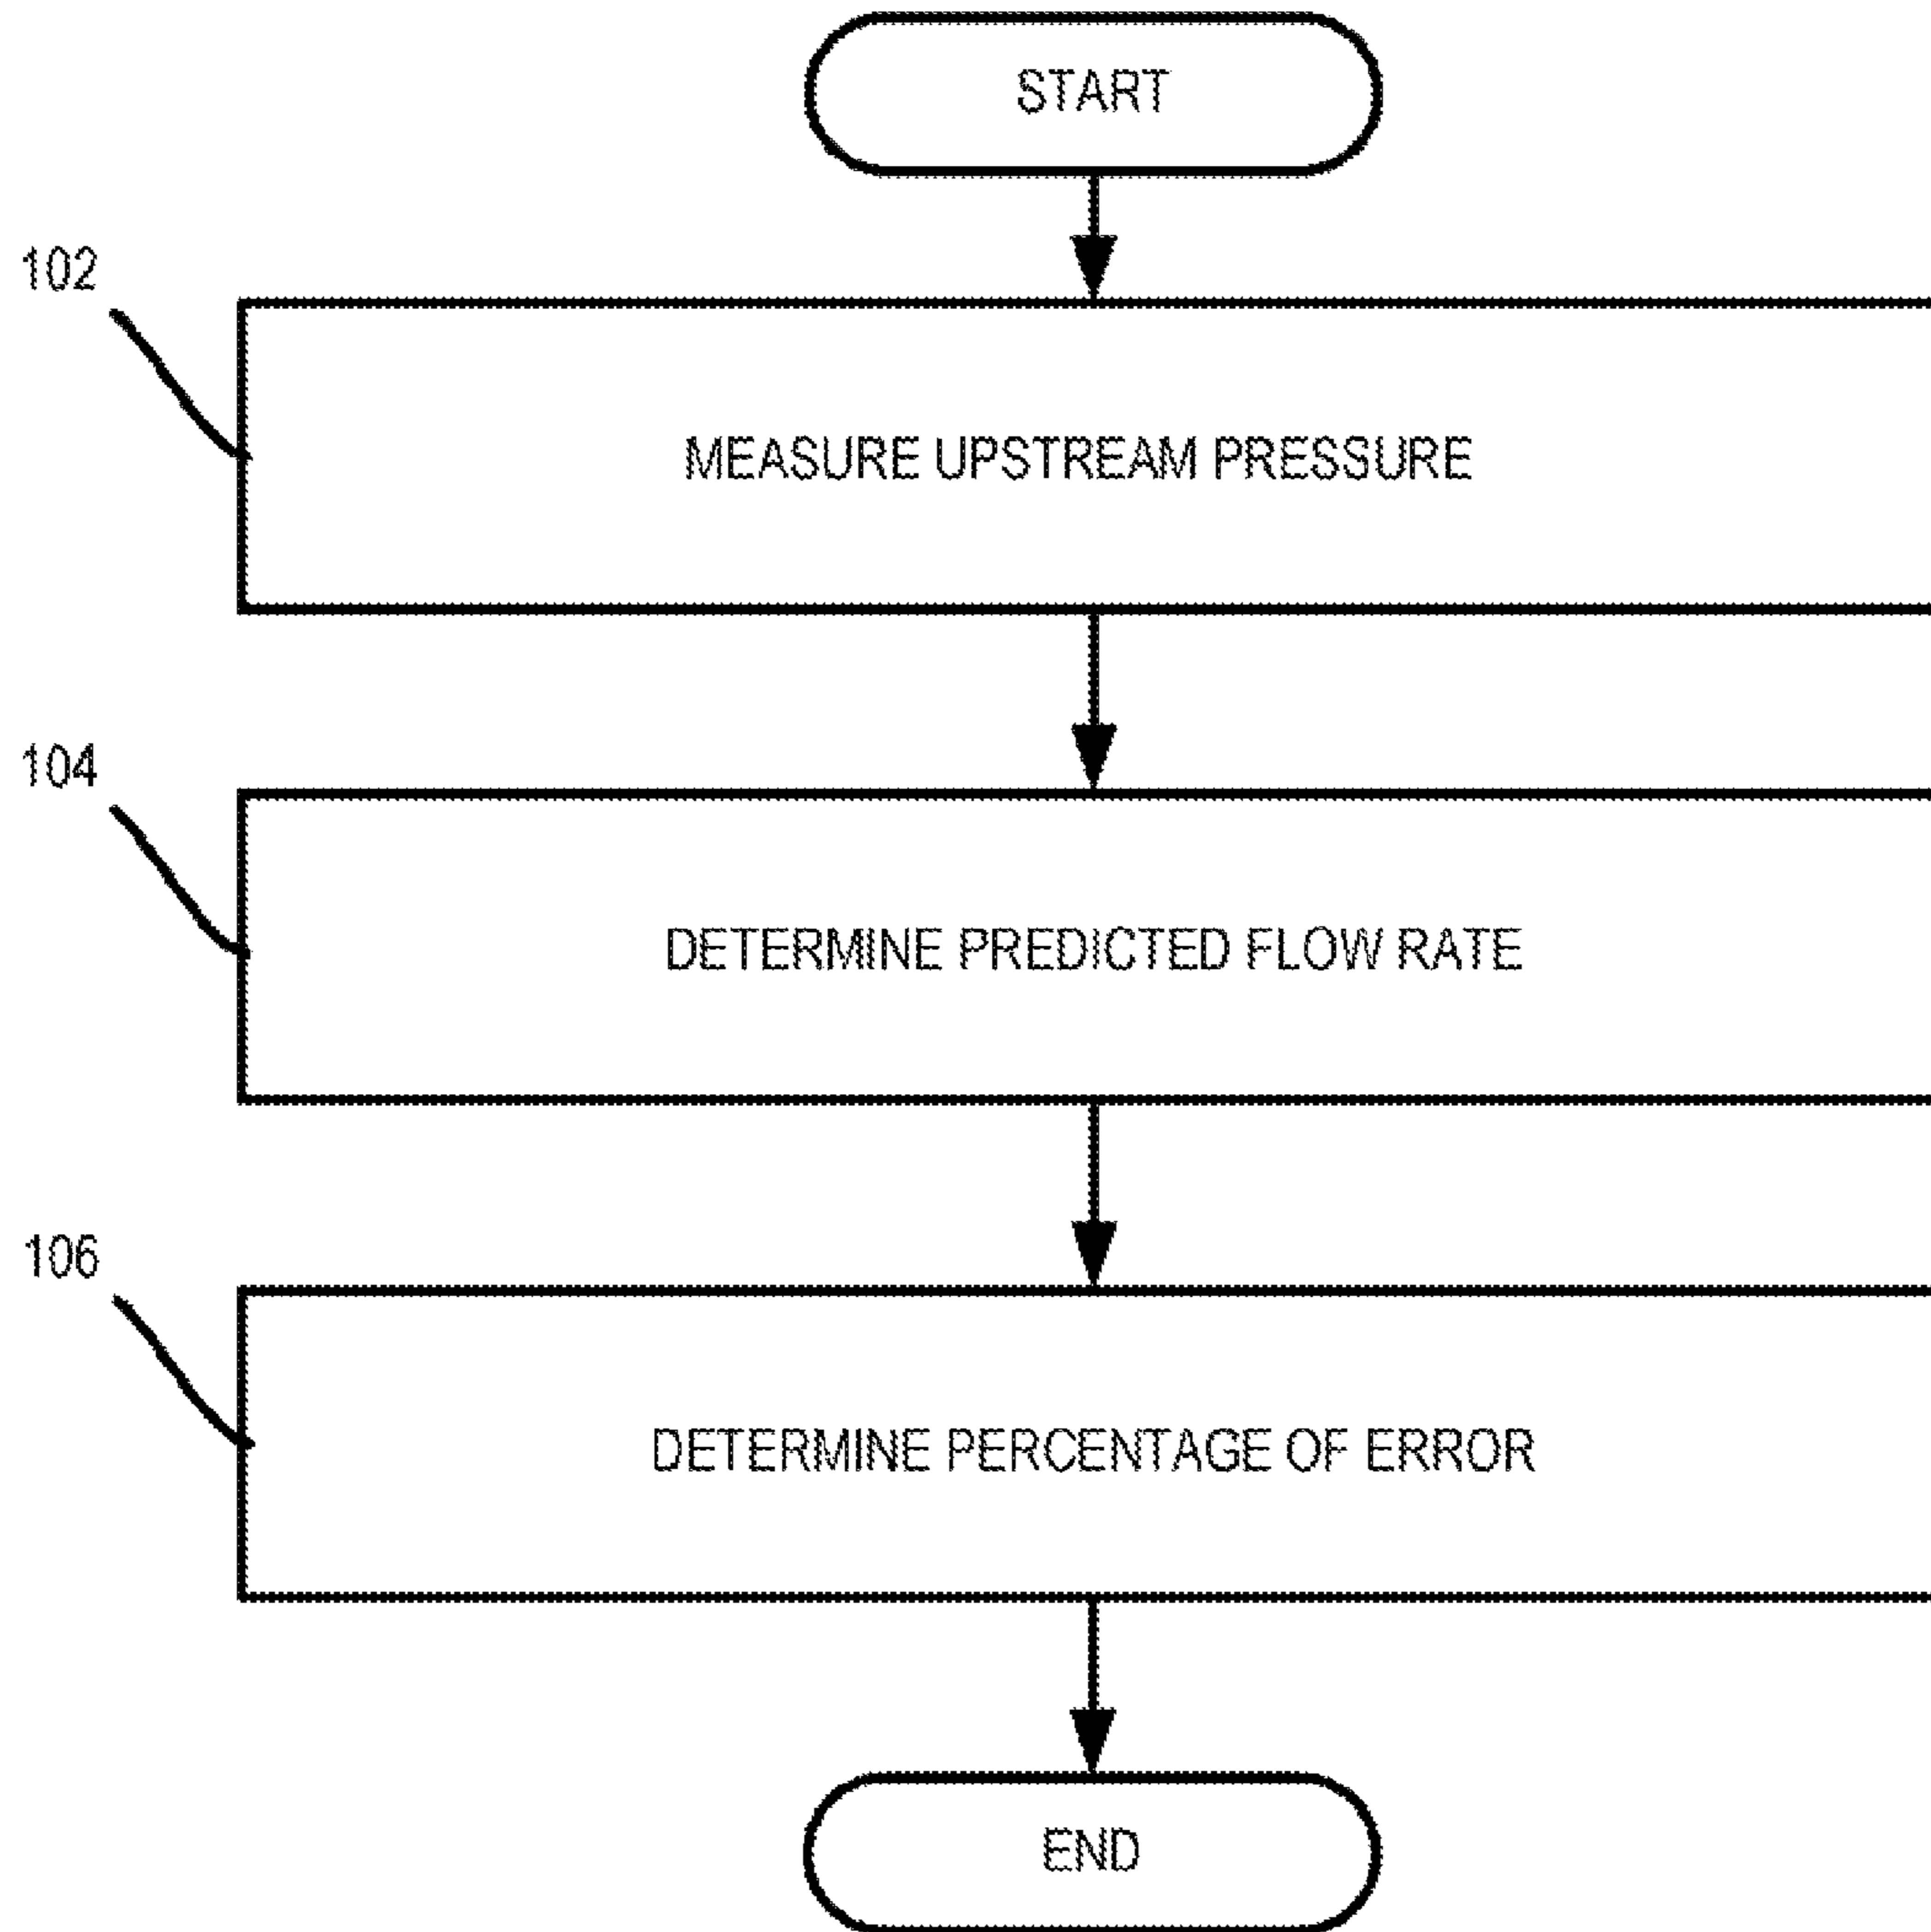 START
102
MEASURE UPSTREAM PRESSURE
104
DETERMINE PREDICTED FLOW RATE
106
DETERMINE PERCENTAGE OF ERROR
END